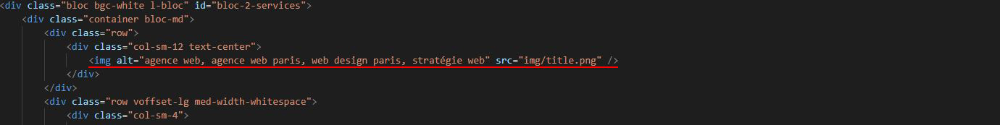 <div class="bloc bgc-white l-bloc" id="bloc-2-services">
<div class="container bloc-md">
<div class="row">
<div class="col-sm-12 text-center">
<img alt="agence web, agence web paris, web design paris, stratégie web" src="img/title.png" />
</div>
</div>
<div class="row voffset-lg med-width-whitespace">
<div class="col-sm-4">